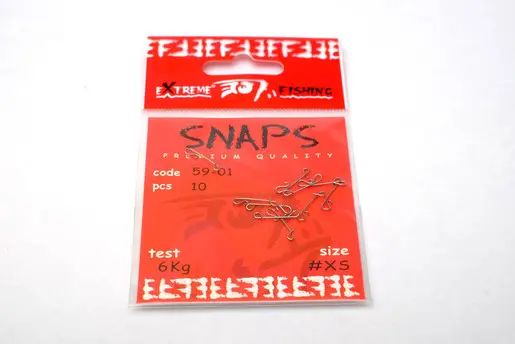 EXTREME FISHING
SNAPS
PREMIUM QUALITY
code 59-01
pcs 10
test size
6Kg #XS